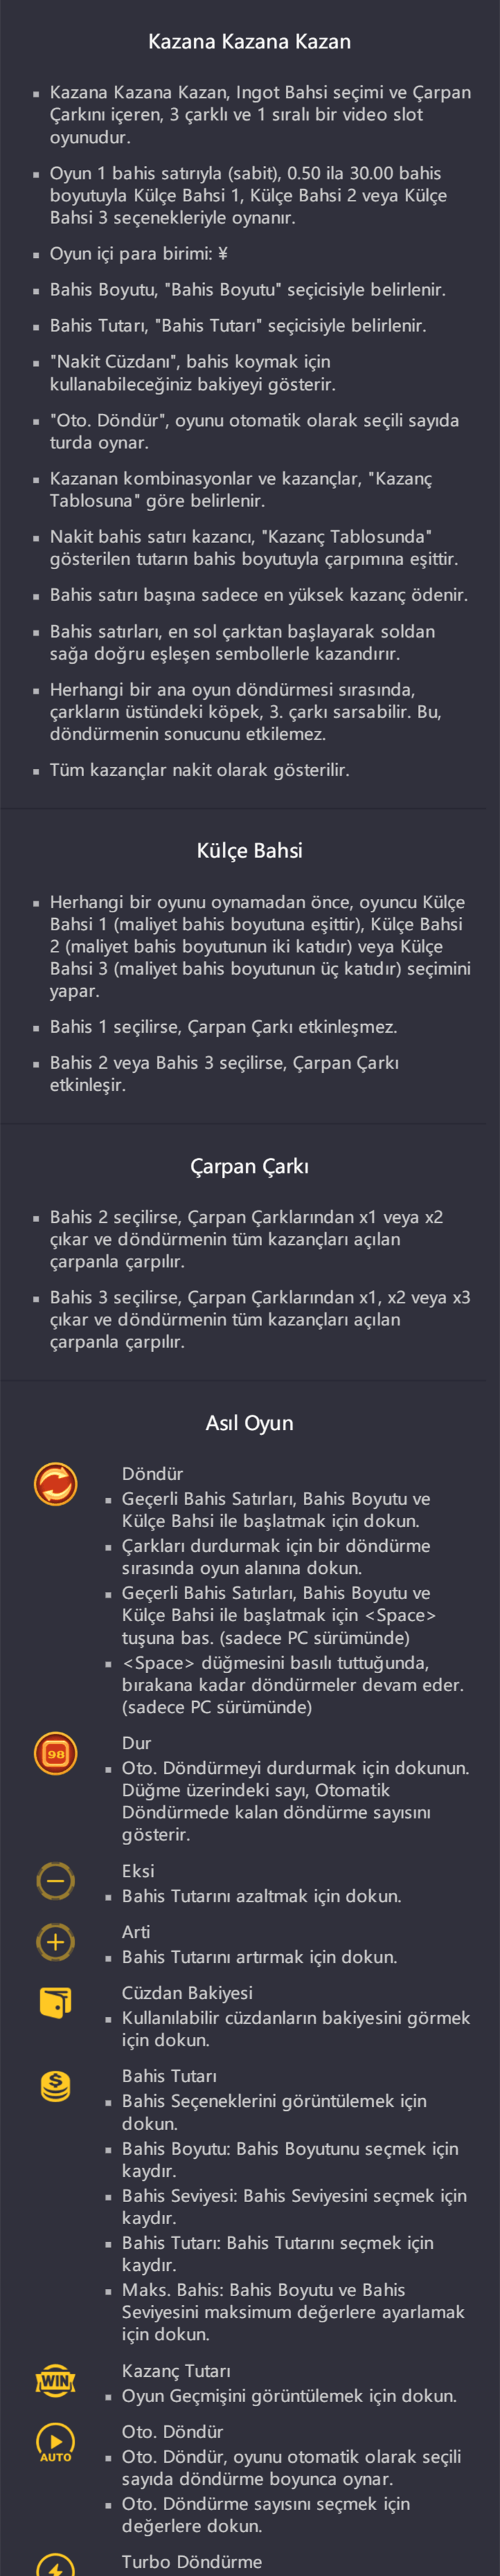 Kazana Kazana Kazan
▪ Kazana Kazana Kazan, Ingot Bahsi seçimi ve Çarpan
Çarkını içeren, 3 çarklı ve 1 sıralı bir video slot
oyunudur.
▪ Oyun 1 bahis satırıyla (sabit), 0.50 ila 30.00 bahis
boyutuyla Külçe Bahsi 1, Külçe Bahsi 2 veya Külçe
Bahsi 3 seçenekleriyle oynanır.
▪ Oyun içi para birimi: ¥
▪ Bahis Boyutu, "Bahis Boyutu" seçicisiyle belirlenir.
▪ Bahis Tutarı, "Bahis Tutarı" seçicisiyle belirlenir.
▪ "Nakit Cüzdanı", bahis koymak için
kullanabileceğiniz bakiyeyi gösterir.
▪ "Oto. Döndür", oyunu otomatik olarak seçili sayıda
turda oynar.
▪ Kazanan kombinasyonlar ve kazançlar, "Kazanç
Tablosuna" göre belirlenir.
▪ Nakit bahis satırı kazancı, "Kazanç Tablosunda"
gösterilen tutarın bahis boyutuyla çarpımına eşittir.
▪ Bahis satırı başına sadece en yüksek kazanç ödenir.
▪ Bahis satırları, en sol çarktan başlayarak soldan
sağa doğru eşleşen sembollerle kazandırır.
▪ Herhangi bir ana oyun döndürmesi sırasında,
çarkların üstündeki köpek, 3. çarkı sarsabilir. Bu,
döndürmenin sonucunu etkilemez.
▪ Tüm kazançlar nakit olarak gösterilir.
Külçe Bahsi
▪ Herhangi bir oyunu oynamadan önce, oyuncu Külçe
Bahsi 1 (maliyet bahis boyutuna eşittir), Külçe Bahsi
2 (maliyet bahis boyutunun iki katıdır) veya Külçe
Bahsi 3 (maliyet bahis boyutunun üç katıdır) seçimini
yapar.
▪ Bahis 1 seçilirse, Çarpan Çarkı etkinleşmez.
▪ Bahis 2 veya Bahis 3 seçilirse, Çarpan Çarkı
etkinleşir.
Çarpan Çarkı
▪ Bahis 2 seçilirse, Çarpan Çarklarından x1 veya x2
çıkar ve döndürmenin tüm kazançları açılan
çarpanla çarpılır.
▪ Bahis 3 seçilirse, Çarpan Çarklarından x1, x2 veya x3
çıkar ve döndürmenin tüm kazançları açılan
çarpanla çarpılır.
Asıl Oyun
Döndür
▪ Geçerli Bahis Satırları, Bahis Boyutu ve
Külçe Bahsi ile başlatmak için dokun.
▪ Çarkları durdurmak için bir döndürme
sırasında oyun alanına dokun.
▪ Geçerli Bahis Satırları, Bahis Boyutu ve
Külçe Bahsi ile başlatmak için <Space>
tuşuna bas. (sadece PC sürümünde)
▪ <Space> düğmesini basılı tuttuğunda,
bırakana kadar döndürmeler devam eder.
(sadece PC sürümünde)
98
Dur
▪ Oto. Döndürmeyi durdurmak için dokunun.
Düğme üzerindeki sayı, Otomatik
Döndürmede kalan döndürme sayısını
gösterir.
Eksi
▪ Bahis Tutarını azaltmak için dokun.
Arti
▪ Bahis Tutarını artırmak için dokun.
Cüzdan Bakiyesi
▪ Kullanılabilir cüzdanların bakiyesini görmek
için dokun.
Bahis Tutarı
▪ Bahis Seçeneklerini görüntülemek için
dokun.
▪ Bahis Boyutu: Bahis Boyutunu seçmek için
kaydır.
▪ Bahis Seviyesi: Bahis Seviyesini seçmek için
kaydır.
▪ Bahis Tutarı: Bahis Tutarını seçmek için
kaydır.
▪ Maks. Bahis: Bahis Boyutu ve Bahis
Seviyesini maksimum değerlere ayarlamak
için dokun.
WIN
Kazanç Tutarı
▪ Oyun Geçmişini görüntülemek için dokun.
AUTO
Oto. Döndür
▪ Oto. Döndür, oyunu otomatik olarak seçili
sayıda döndürme boyunca oynar.
▪ Oto. Döndürme sayısını seçmek için
değerlere dokun.
Turbo Döndürme